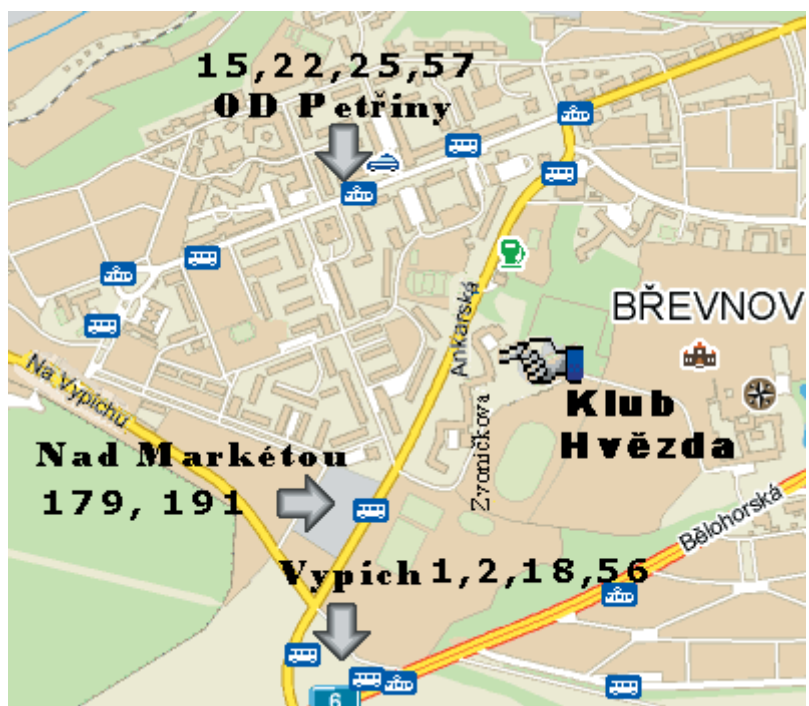 15,22,25,57
OD Petřiny
Ankarská
BŘEVNOV
Na Vypichu
Klub
Hvězda
Zvoníčkova
Nad Markétou
179, 191
Bělohorská
Vypich 1,2,18,56
6